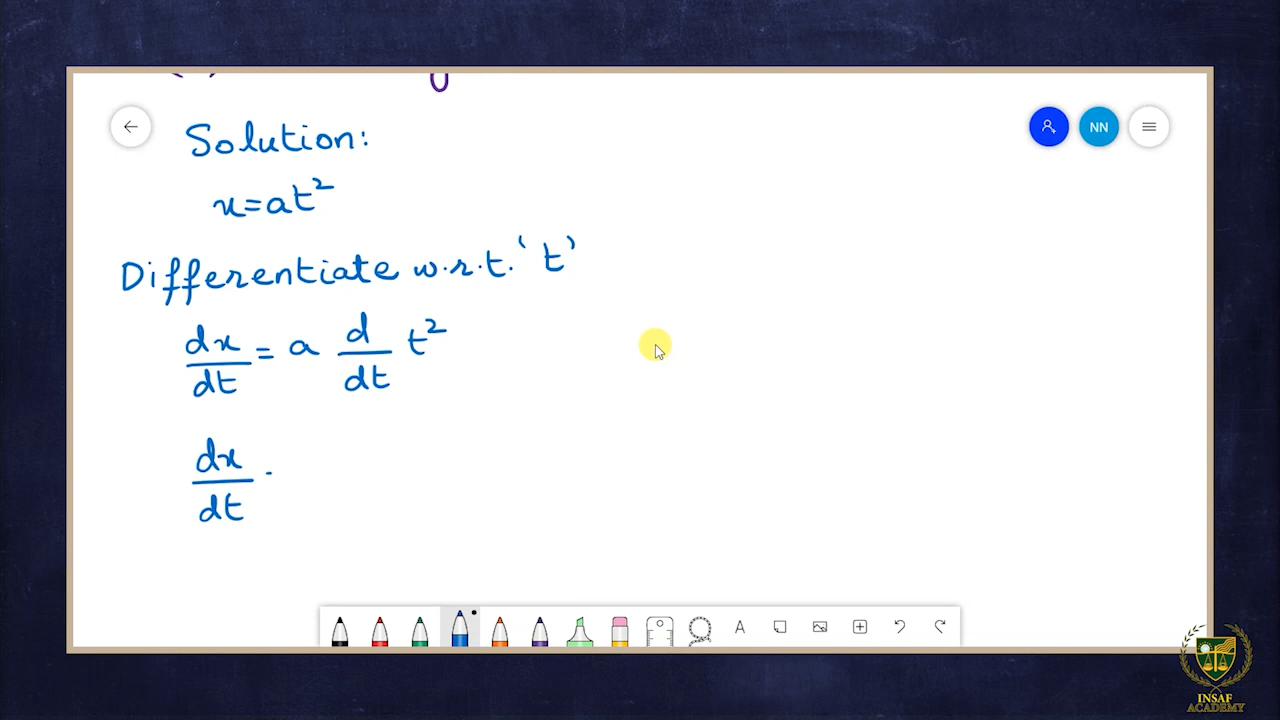 Solution:
x=at²
Differentiate w.r.t. 't'
dx/dt = a d/dt t²
dx/dt
NN
A
INSAF
ACADEMY